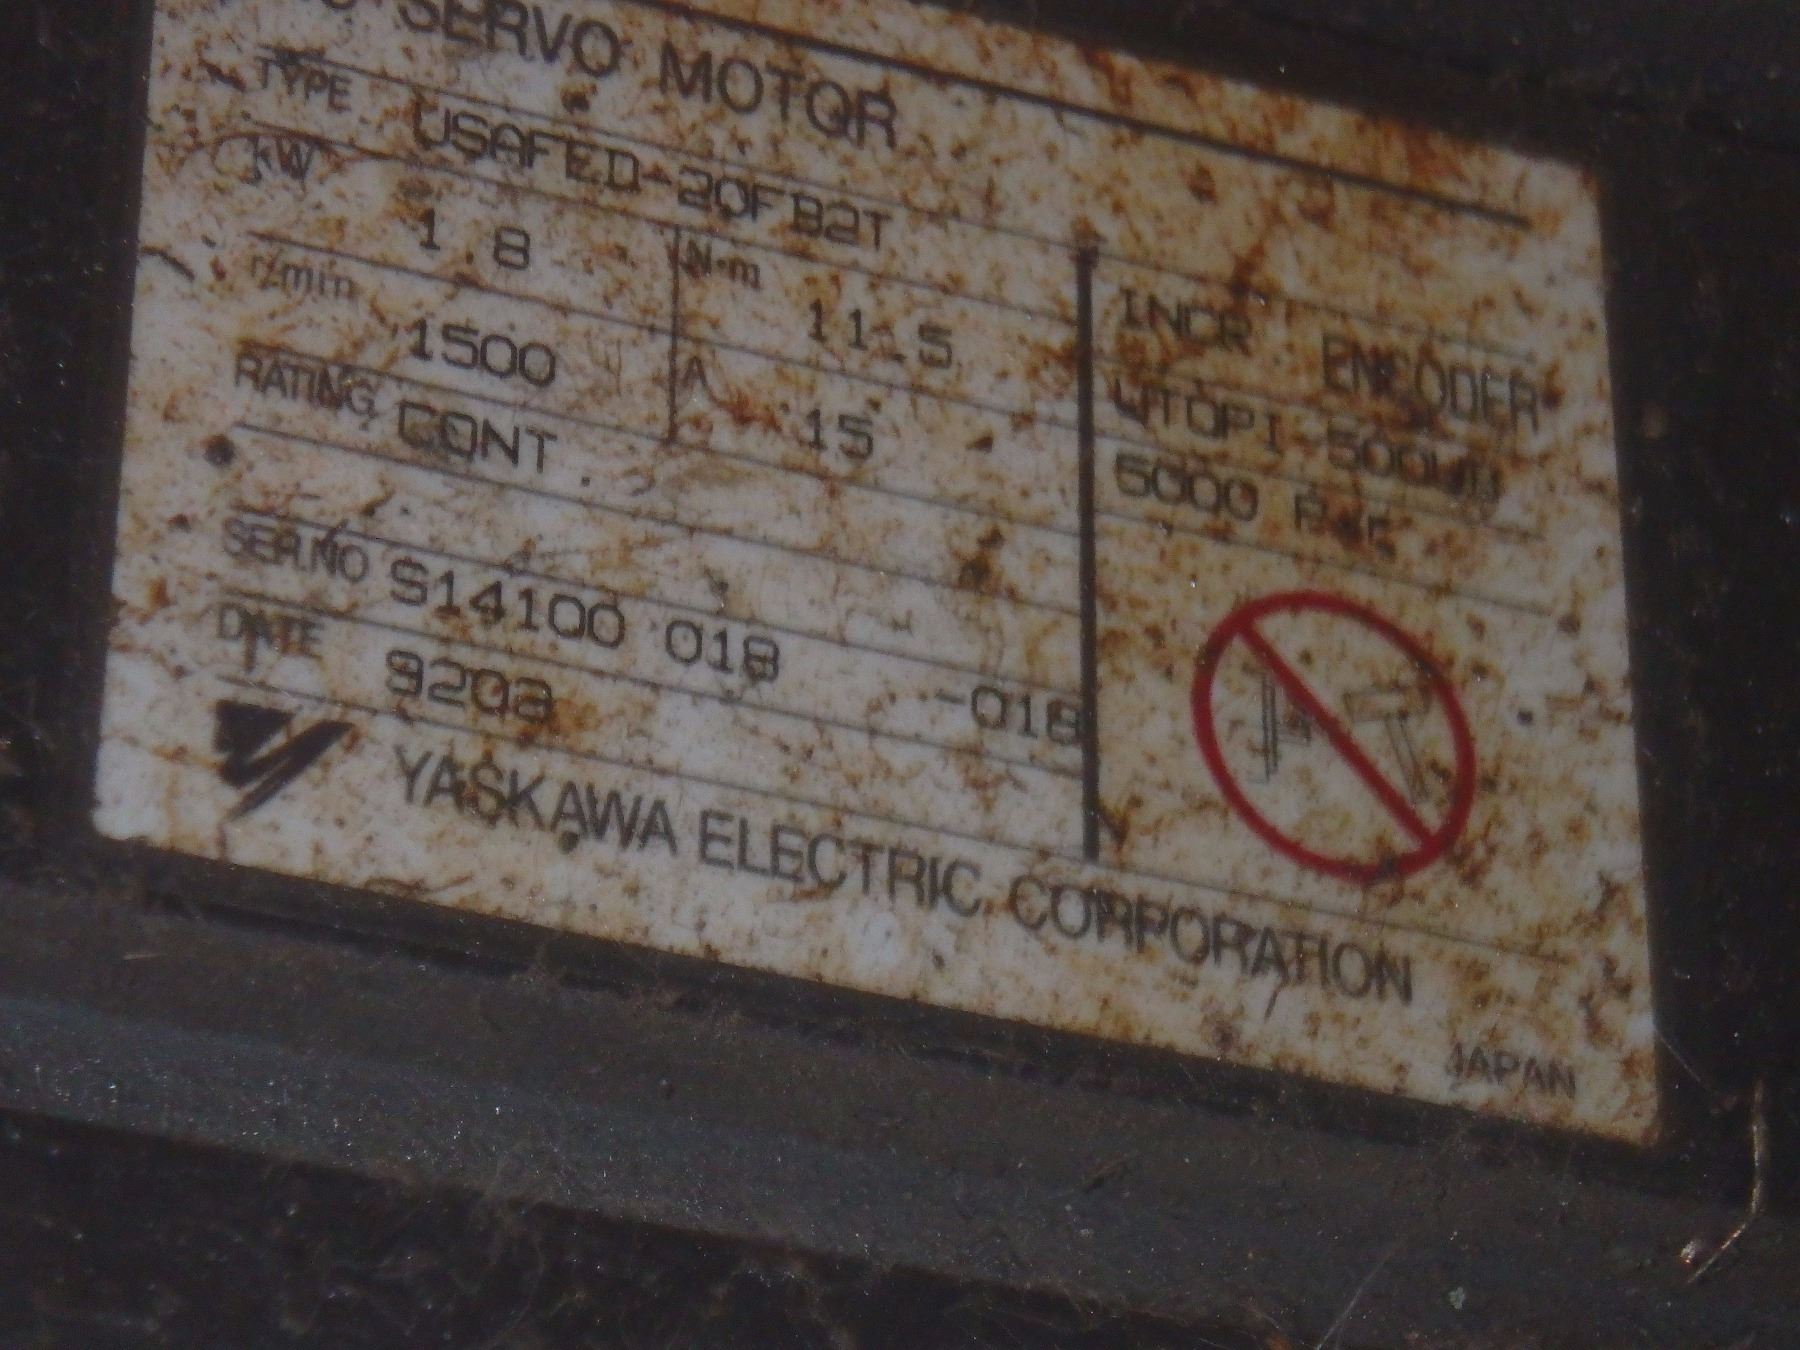 SERVO MOTOR
TYPE USAFED-20FB2T
kW 1.8 N·m 11.5
r/min 1500 A 15
RATING CONT.
SER.NO S14100 018 -018
DATE
YASKAWA ELECTRIC CORPORATION
INCR ENCODER
5000 P/r
JAPAN